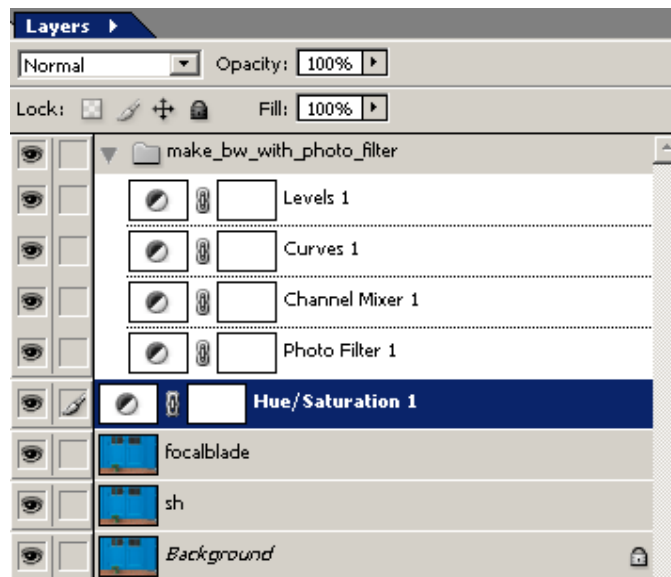 Layers
Normal Opacity: 100%
Lock: Fill: 100%
make_bw_with_photo_filter
Levels 1
Curves 1
Channel Mixer 1
Photo Filter 1
Hue/Saturation 1
focalblade
sh
Background